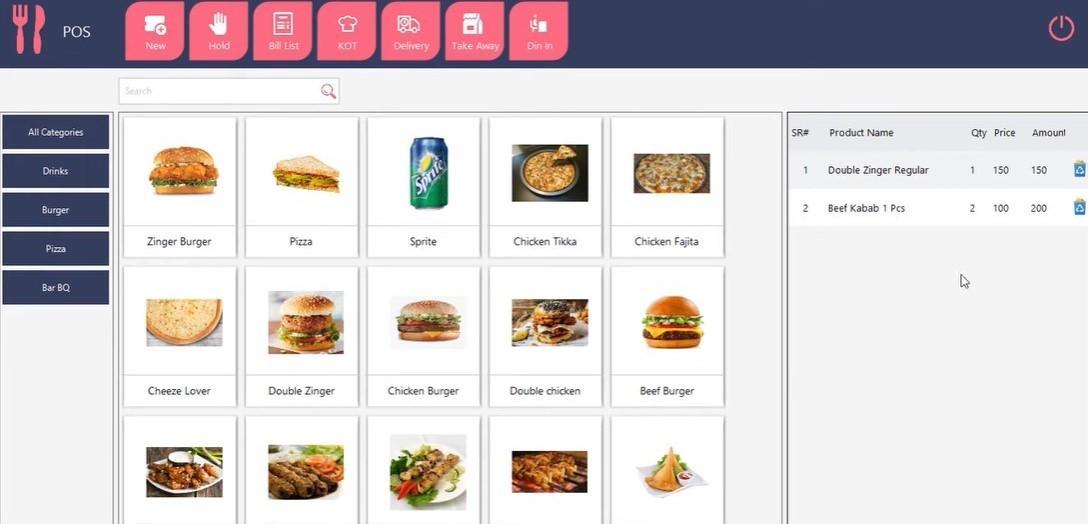 POS
New
Hold
Bill List
KOT
Delivery
Take Away
Din In
Search
All Categories
Drinks
Burger
Pizza
Bar BQ
Zinger Burger
Pizza
Sprite
Sprite
Chicken Tikka
Chicken Fajita
Cheeze Lover
Double Zinger
Chicken Burger
Double chicken
Beef Burger
SR# Product Name Qty Price Amount
1 Double Zinger Regular 1 150 150
2 Beef Kabab 1 Pcs 2 100 200